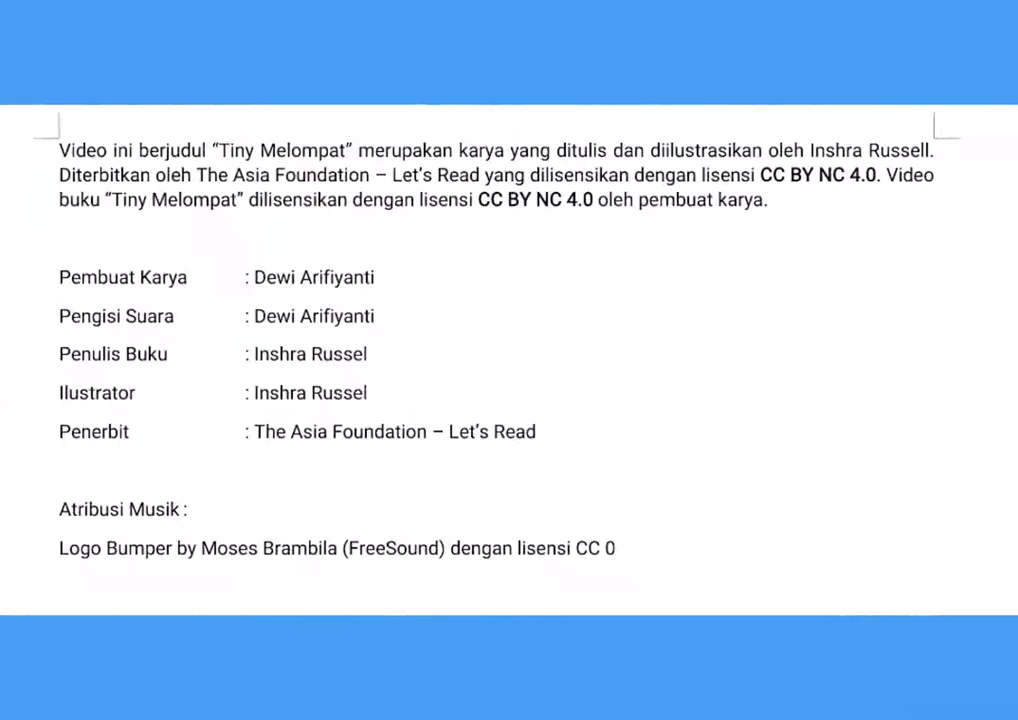 Video ini berjudul “Tiny Melompat” merupakan karya yang ditulis dan diilustrasikan oleh Inshra Russell.
Diterbitkan oleh The Asia Foundation – Let’s Read yang dilisensikan dengan lisensi CC BY NC 4.0. Video
buku “Tiny Melompat” dilisensikan dengan lisensi CC BY NC 4.0 oleh pembuat karya.
Pembuat Karya : Dewi Arifiyanti
Pengisi Suara : Dewi Arifiyanti
Penulis Buku : Inshra Russel
Ilustrator : Inshra Russel
Penerbit : The Asia Foundation – Let’s Read
Atribusi Musik :
Logo Bumper by Moses Brambila (FreeSound) dengan lisensi CC 0